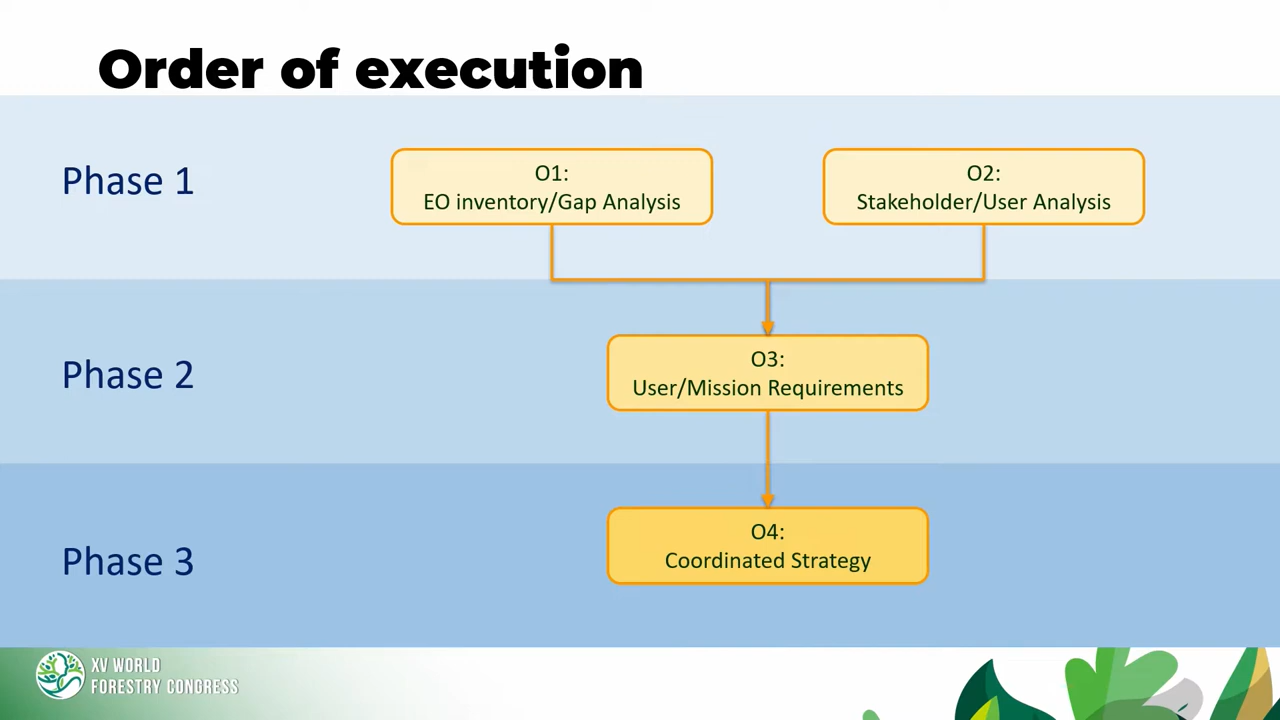 Order of execution
Phase 1
O1:
EO inventory/Gap Analysis
O2:
Stakeholder/User Analysis
Phase 2
O3:
User/Mission Requirements
Phase 3
O4:
Coordinated Strategy
XV WORLD
FORESTRY CONGRESS